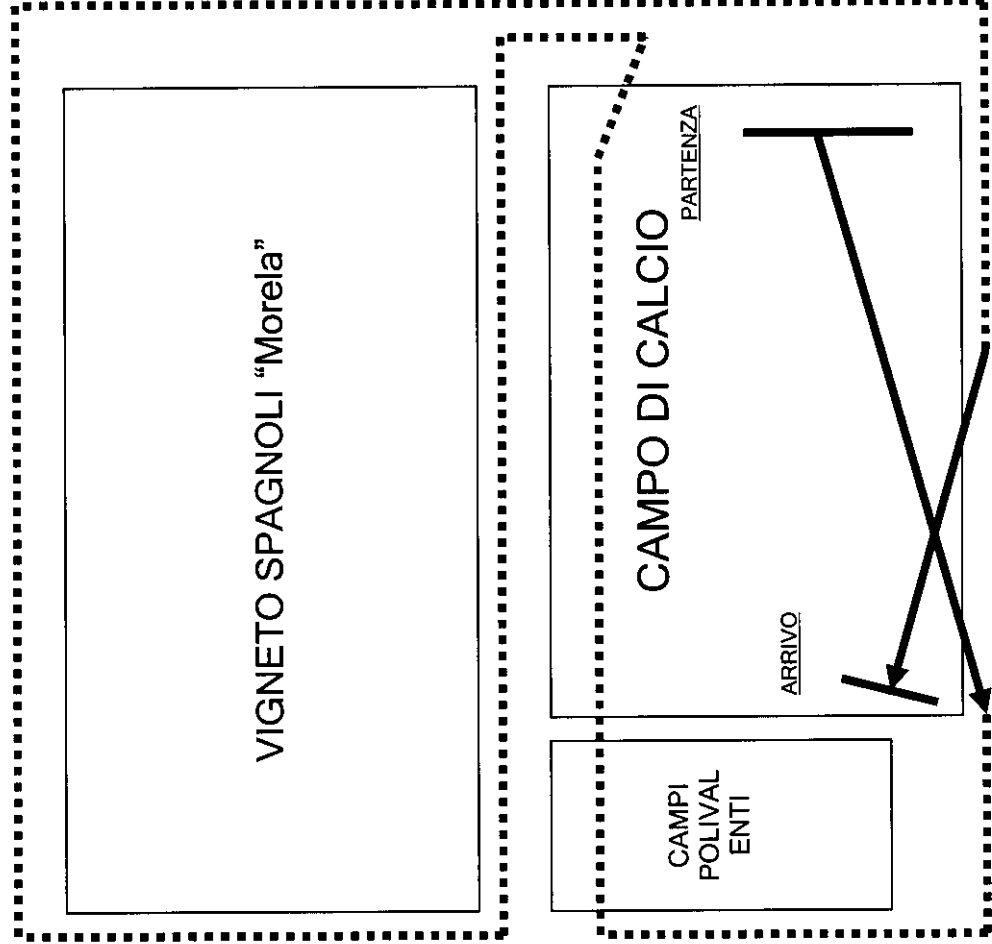 VIGNETO SPAGNOLI “Morela”
CAMPO DI CALCIO
PARTENZA
ARRIVO
CAMPI
POLIVAL
ENTI